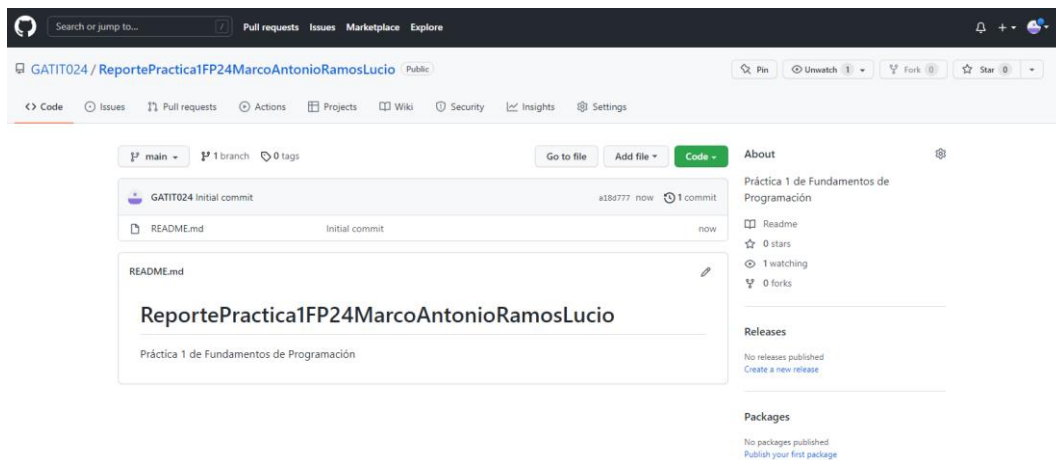 Search or jump to... /
Pull requests Issues Marketplace Explore
GATIT024 / ReportePractica1FP24MarcoAntonioRamosLucio Public
Pin Unwatch 1 Fork 0 Star 0
<> Code Issues Pull requests Actions Projects Wiki Security Insights Settings
main 1 branch 0 tags Go to file Add file Code
GATIT024 Initial commit a18d777 now 1 commit
README.md Initial commit now
README.md
ReportePractica1FP24MarcoAntonioRamosLucio
Práctica 1 de Fundamentos de Programación
About
Práctica 1 de Fundamentos de
Programación
Readme
0 stars
1 watching
0 forks
Releases
No releases published
Create a new release
Packages
No packages published
Publish your first package